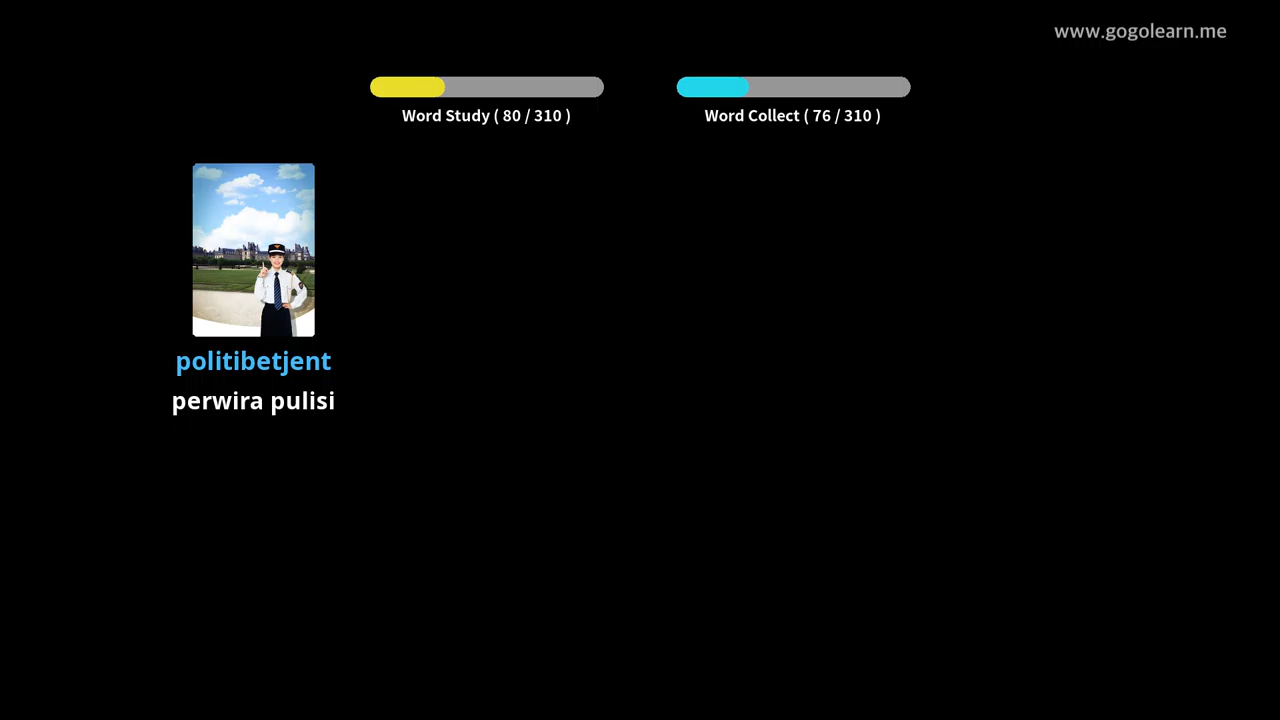 www.gogolearn.me
Word Study ( 80 / 310 )
Word Collect ( 76 / 310 )
politibetjent
perwira pulisi